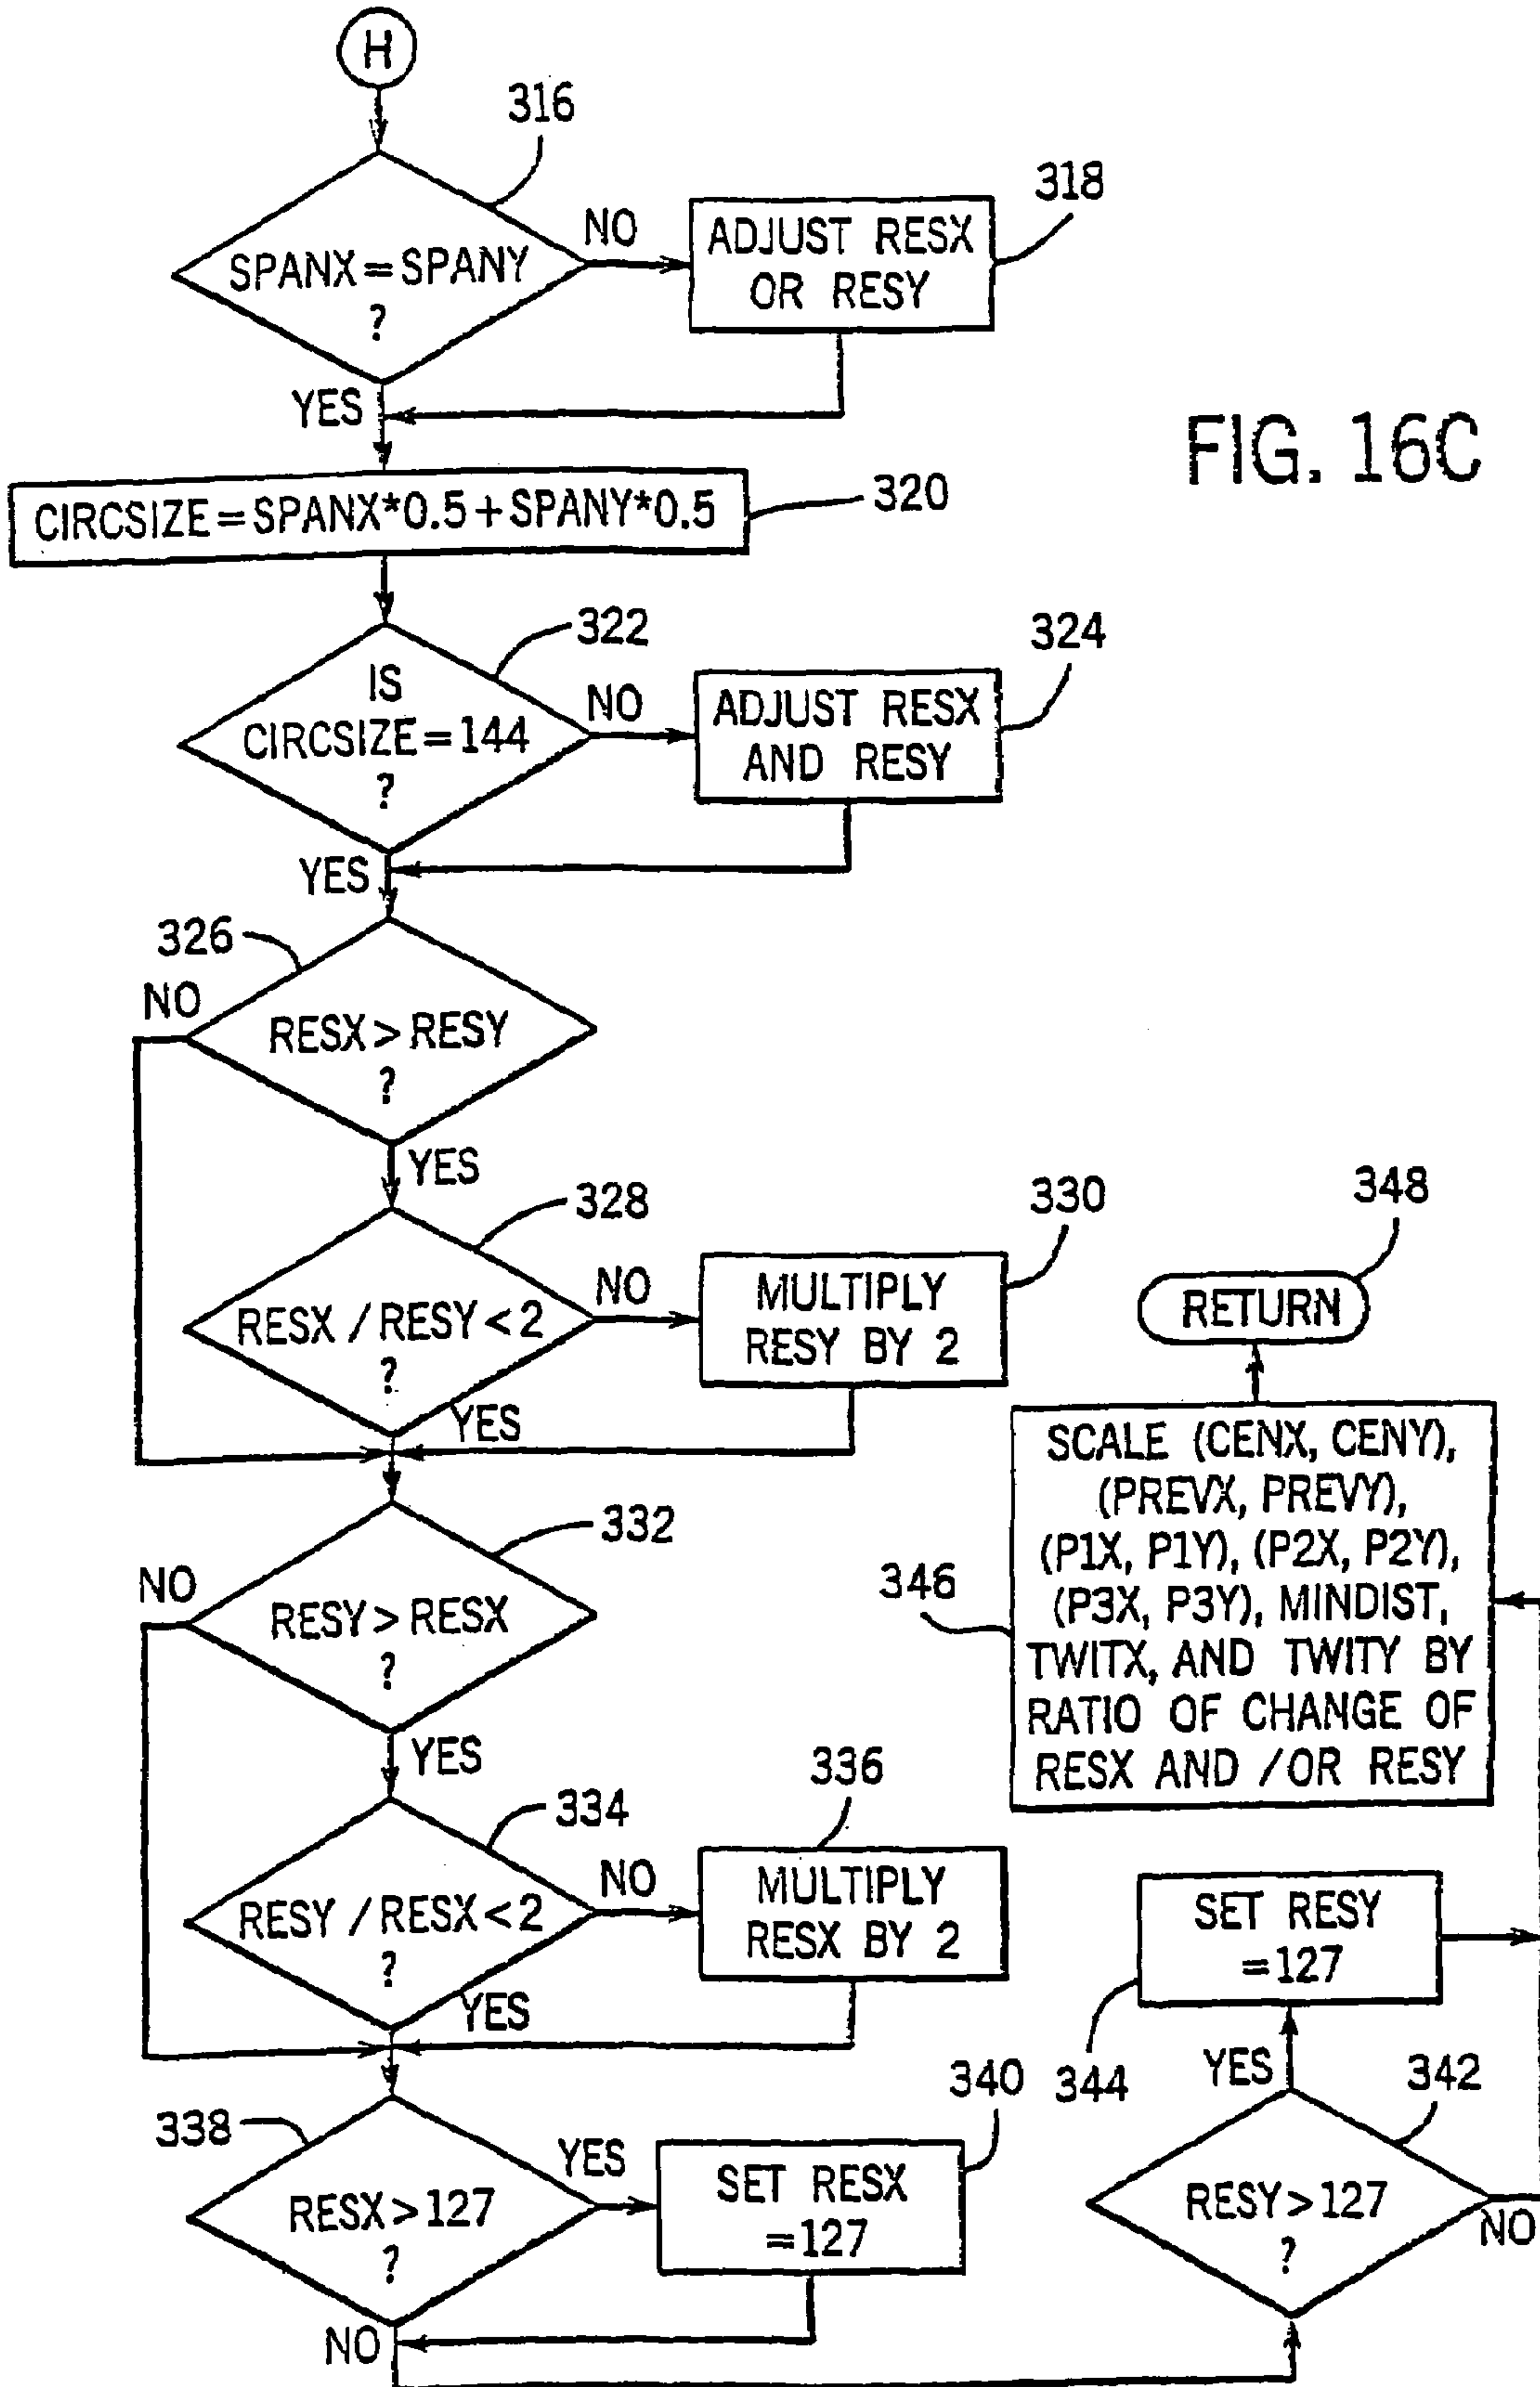 H
316
SPANX=SPANY
?
NO
ADJUST RESX
OR RESY
318
YES
FIG. 16C
CIRCSIZE=SPANX*0.5+SPANY*0.5
320
322
IS
CIRCSIZE=144
?
NO
ADJUST RESX
AND RESY
324
YES
326
NO
RESX>RESY
?
YES
328
RESX/RESY<2
?
NO
MULTIPLY
RESY BY 2
330
YES
332
NO
RESY>RESX
?
YES
334
RESY/RESX<2
?
NO
MULTIPLY
RESX BY 2
336
YES
338
RESX>127
?
YES
SET RESX
=127
340
NO
342
RESY>127
?
NO
YES
SET RESY
=127
344
346
SCALE (CENX, CENY),
(PREVX, PREVY),
(P1X, P1Y), (P2X, P2Y),
(P3X, P3Y), MINDIST,
TWITX, AND TWITY BY
RATIO OF CHANGE OF
RESX AND /OR RESY
RETURN
348